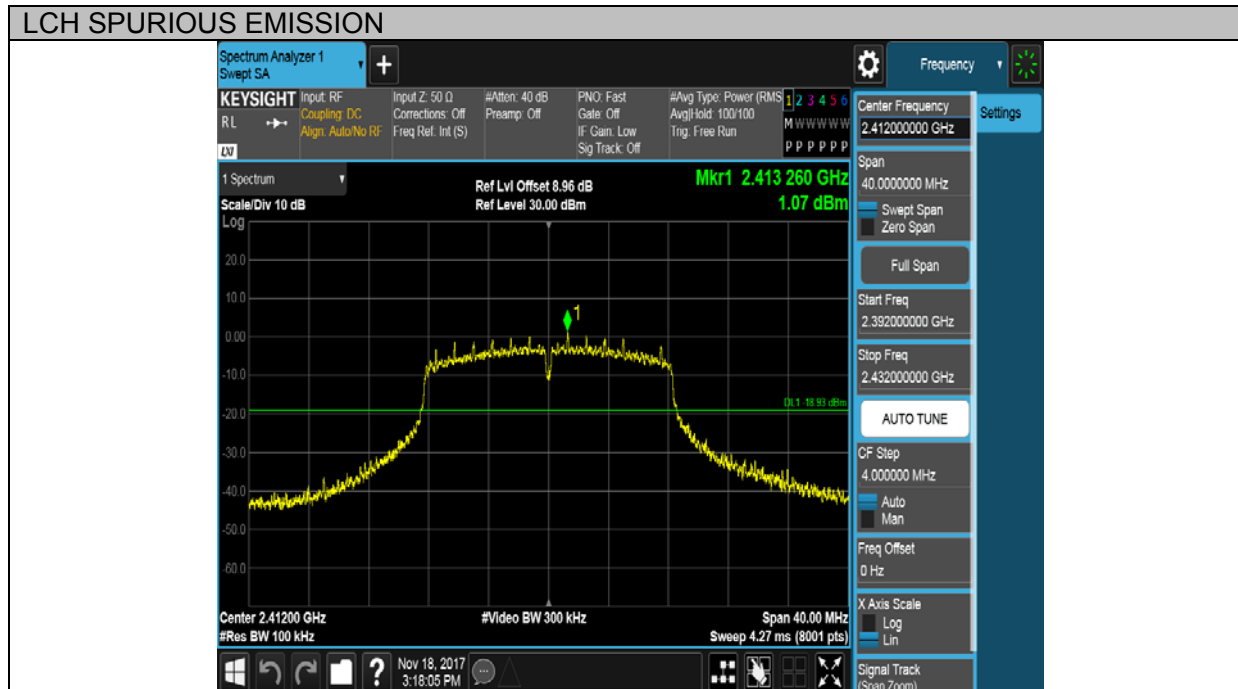 LCH SPURIOUS EMISSION
Spectrum Analyzer 1
Swept SA
+
Frequency
KEYSIGHT
RL
LXI
Input: RF
Coupling: DC
Align: Auto/No RF
Input Z: 50 Ω
Corrections: Off
Freq Ref: Int (S)
#Atten: 40 dB
Preamp: Off
PNO: Fast
Gate: Off
IF Gain: Low
Sig Track: Off
#Avg Type: Power (RMS
Avg|Hold: 100/100
Trig: Free Run
1 2 3 4 5 6
M W W W W W
P P P P P P
Center Frequency
2.412000000 GHz
Settings
1 Spectrum
Scale/Div 10 dB
Ref Lvl Offset 8.96 dB
Ref Level 30.00 dBm
Mkr1 2.413 260 GHz
1.07 dBm
Log
20.0
10.0
0.00
-10.0
-20.0
-30.0
-40.0
-50.0
-60.0
1
DL1 -18.93 dBm
Span
40.0000000 MHz
Swept Span
Zero Span
Full Span
Start Freq
2.392000000 GHz
Stop Freq
2.432000000 GHz
AUTO TUNE
CF Step
4.000000 MHz
Auto
Man
Freq Offset
0 Hz
X Axis Scale
Log
Lin
Signal Track
(Span Zoom)
Center 2.41200 GHz
#Res BW 100 kHz
#Video BW 300 kHz
Span 40.00 MHz
Sweep 4.27 ms (8001 pts)
?
Nov 18, 2017
3:18:05 PM